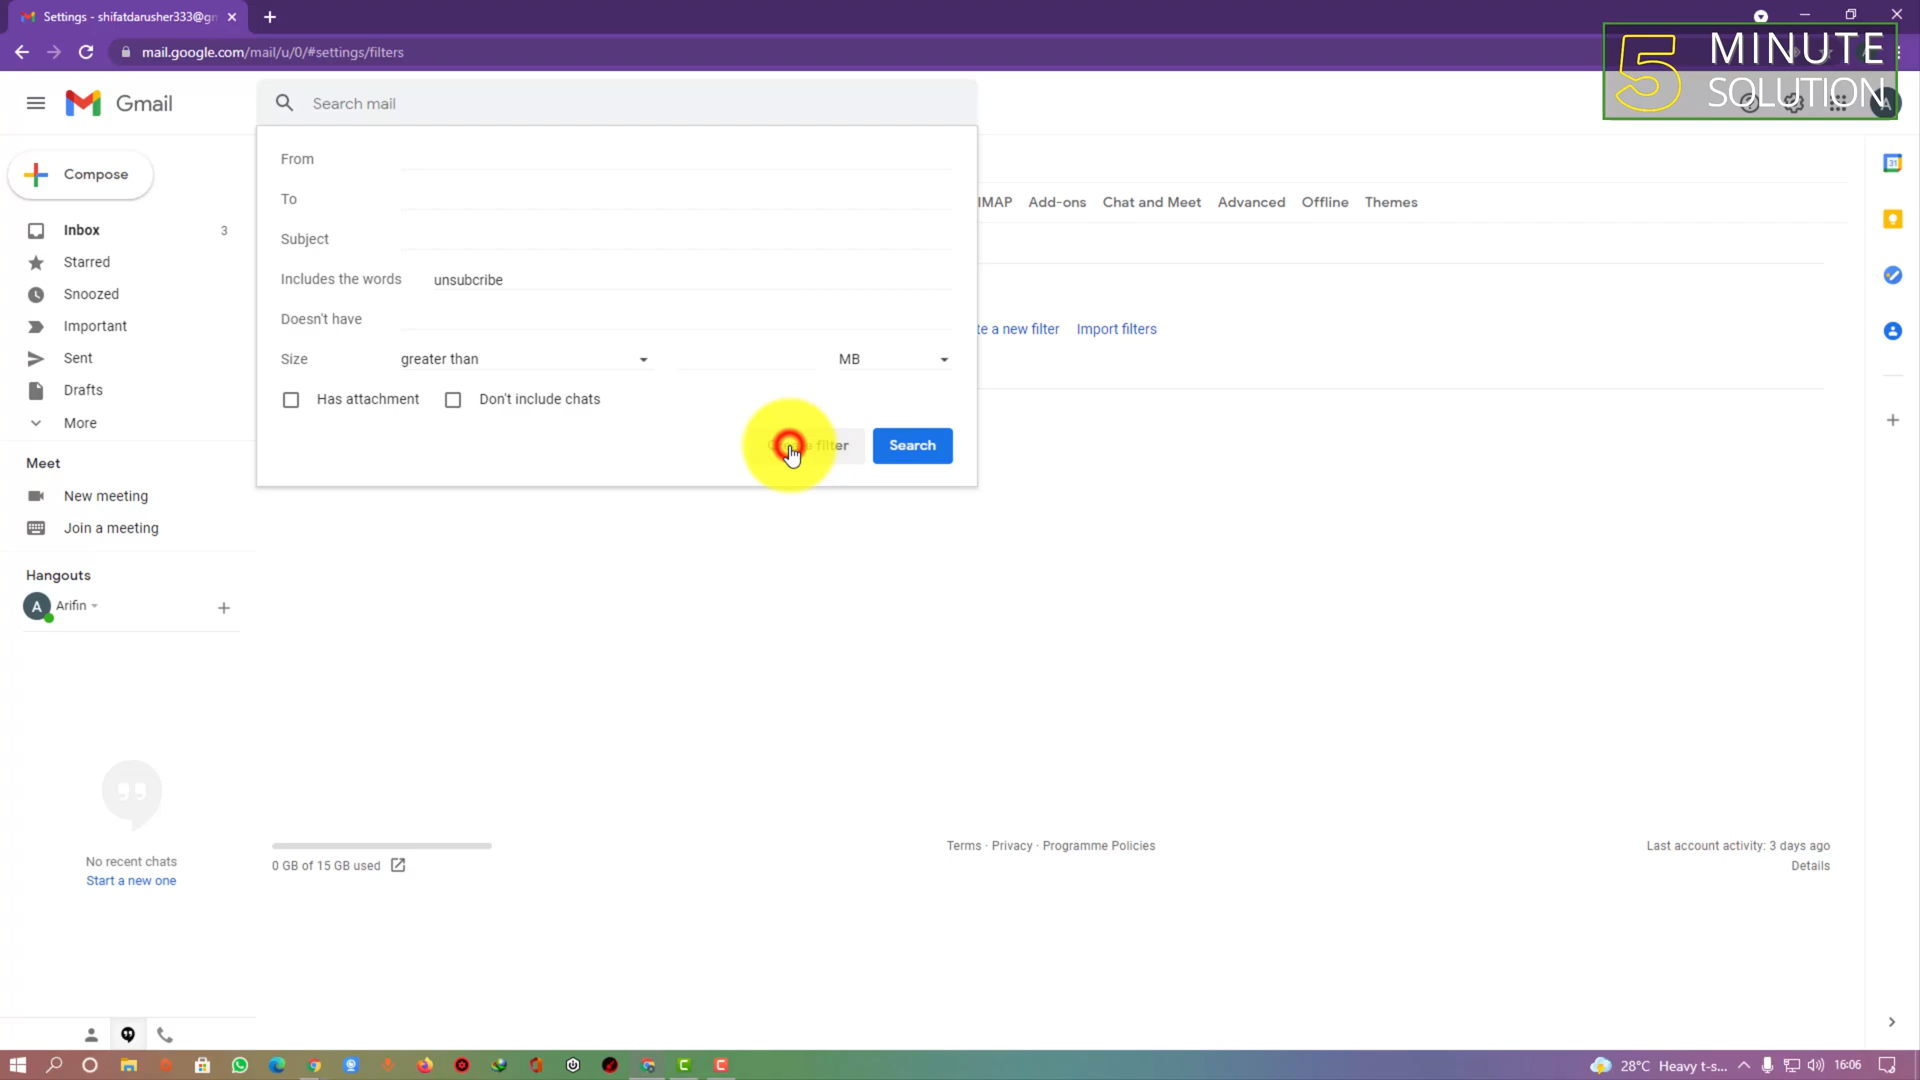 Settings - shifatdarusher333@gm
mail.google.com/mail/u/0/#settings/filters
5 MINUTE
SOLUTION
Gmail
Search mail
A
Compose
Inbox 3
Starred
Snoozed
Important
Sent
Drafts
More
Meet
New meeting
Join a meeting
Hangouts
A Arifin
No recent chats
Start a new one
From
To
Subject
Includes the words unsubcribe
Doesn't have
Size greater than MB
Has attachment Don't include chats
filter Search
IMAP Add-ons Chat and Meet Advanced Offline Themes
te a new filter Import filters
31
0 GB of 15 GB used
Terms · Privacy · Programme Policies
Last account activity: 3 days ago
Details
28°C Heavy t-s... 16:06